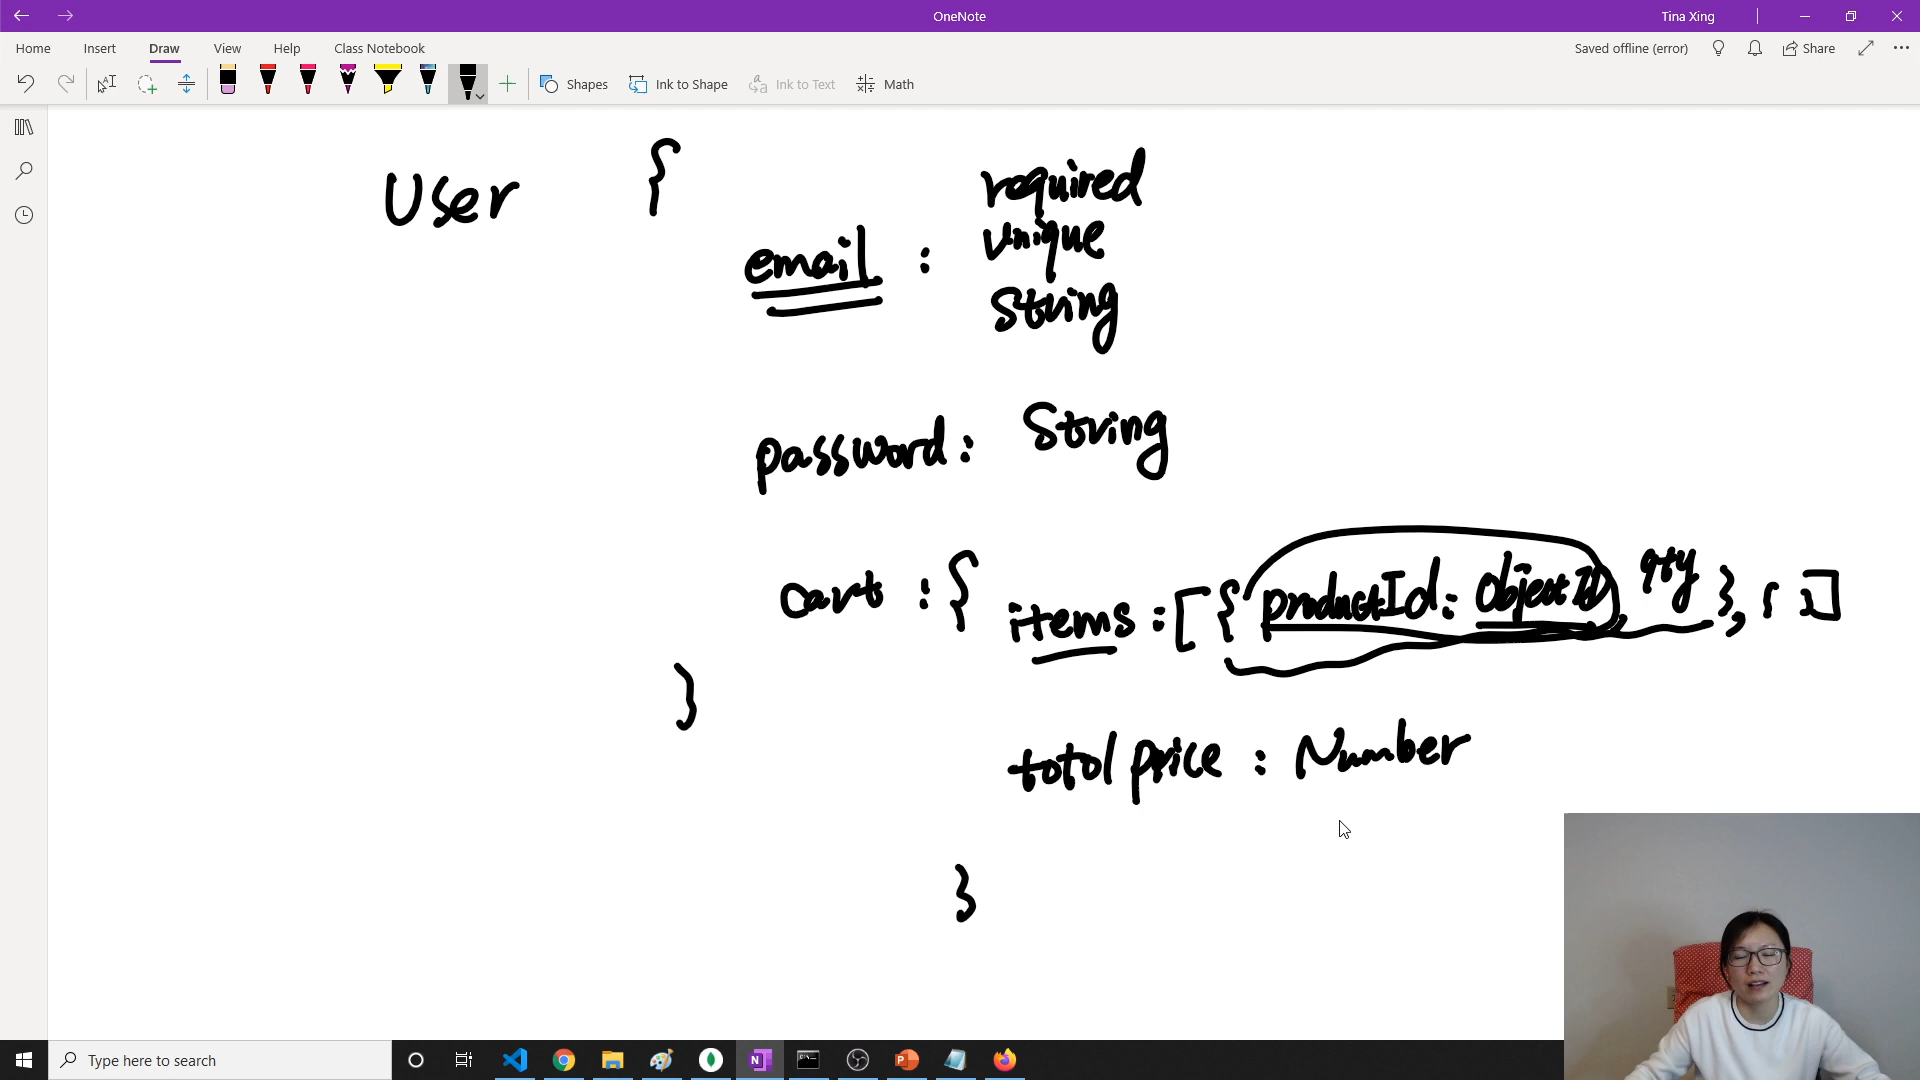 OneNote
Tina Xing
Home Insert Draw View Help Class Notebook
Saved offline (error) Share
Shapes Ink to Shape Ink to Text Math
User {
required
email : unique
String
password : String
cart : { items : [ { productId : ObjectId, qty }, { } ]
}
totol price : Number
}
Type here to search